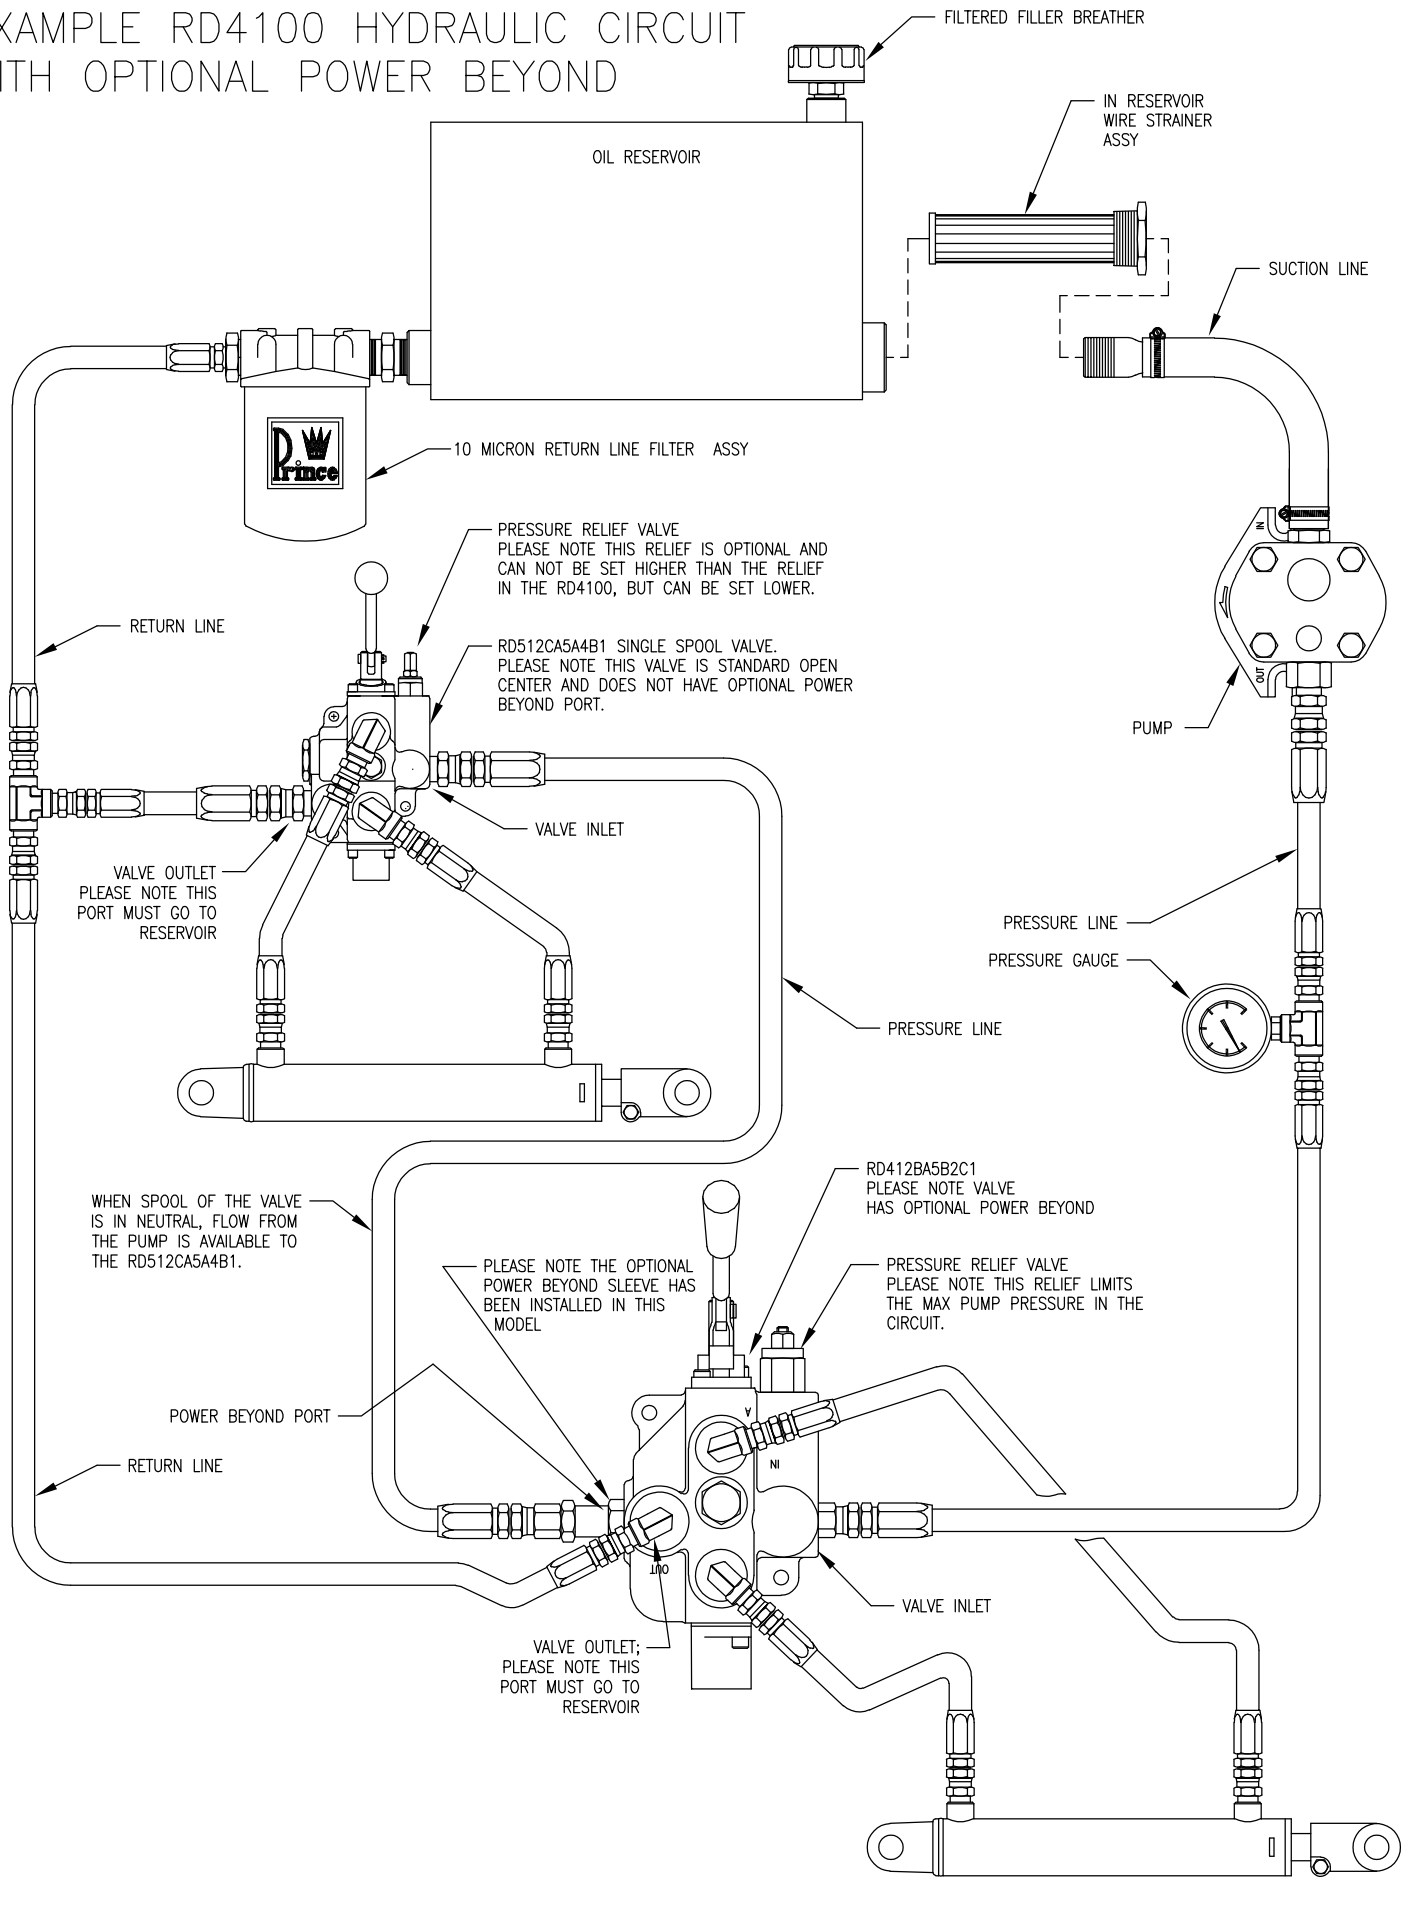 XAMPLE RD4100 HYDRAULIC CIRCUIT
ITH OPTIONAL POWER BEYOND
FILTERED FILLER BREATHER
IN RESERVOIR
WIRE STRAINER
ASSY
OIL RESERVOIR
SUCTION LINE
Prince
10 MICRON RETURN LINE FILTER ASSY
IN
PRESSURE RELIEF VALVE
PLEASE NOTE THIS RELIEF IS OPTIONAL AND
CAN NOT BE SET HIGHER THAN THE RELIEF
IN THE RD4100, BUT CAN BE SET LOWER.
RETURN LINE
RD512CA5A4B1 SINGLE SPOOL VALVE.
PLEASE NOTE THIS VALVE IS STANDARD OPEN
CENTER AND DOES NOT HAVE OPTIONAL POWER
BEYOND PORT.
OUT
PUMP
VALVE INLET
VALVE OUTLET
PLEASE NOTE THIS
PORT MUST GO TO
RESERVOIR
PRESSURE LINE
PRESSURE GAUGE
PRESSURE LINE
RD412BA5B2C1
PLEASE NOTE VALVE
HAS OPTIONAL POWER BEYOND
WHEN SPOOL OF THE VALVE
IS IN NEUTRAL, FLOW FROM
THE PUMP IS AVAILABLE TO
THE RD512CA5A4B1.
PLEASE NOTE THE OPTIONAL
POWER BEYOND SLEEVE HAS
BEEN INSTALLED IN THIS
MODEL
PRESSURE RELIEF VALVE
PLEASE NOTE THIS RELIEF LIMITS
THE MAX PUMP PRESSURE IN THE
CIRCUIT.
A
POWER BEYOND PORT
RETURN LINE
IN
OUT
VALVE INLET
VALVE OUTLET;
PLEASE NOTE THIS
PORT MUST GO TO
RESERVOIR